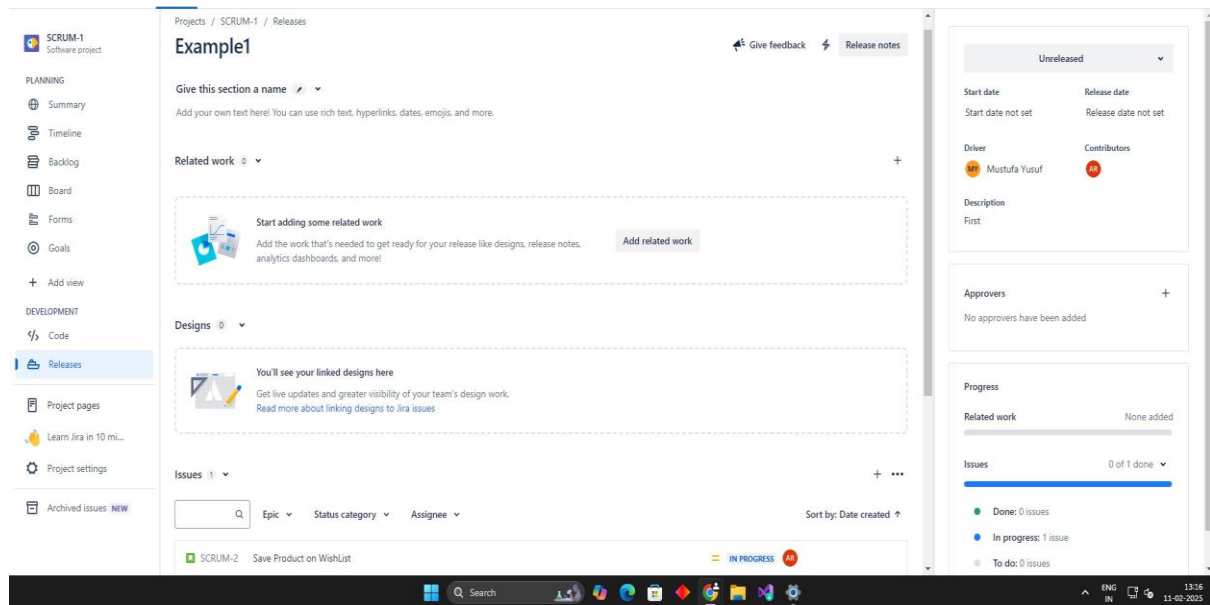 SCRUM-1
Software project
PLANNING
Summary
Timeline
Backlog
Board
Forms
Goals
Add view
DEVELOPMENT
Code
Releases
Project pages
Learn Jira in 10 mi...
Project settings
Archived issues NEW
Projects / SCRUM-1 / Releases
Example1
Give feedback
Release notes
Give this section a name
Add your own text here! You can use rich text, hyperlinks, dates, emojis, and more.
Related work 0
Start adding some related work
Add the work that's needed to get ready for your release like designs, release notes,
analytics dashboards, and more!
Add related work
Designs 0
You'll see your linked designs here
Get live updates and greater visibility of your team's design work.
Read more about linking designs to Jira issues
Issues 1
Epic Status category Assignee Sort by: Date created ↑
SCRUM-2 Save Product on WishList IN PROGRESS AR
Unreleased
Start date Release date
Start date not set Release date not set
Driver Contributors
MY Mustufa Yusuf AR
Description
First
Approvers
No approvers have been added
Progress
Related work None added
Issues 0 of 1 done
Done: 0 issues
In progress: 1 issue
To do: 0 issues
Search
ENG
IN
13:16
11-02-2025